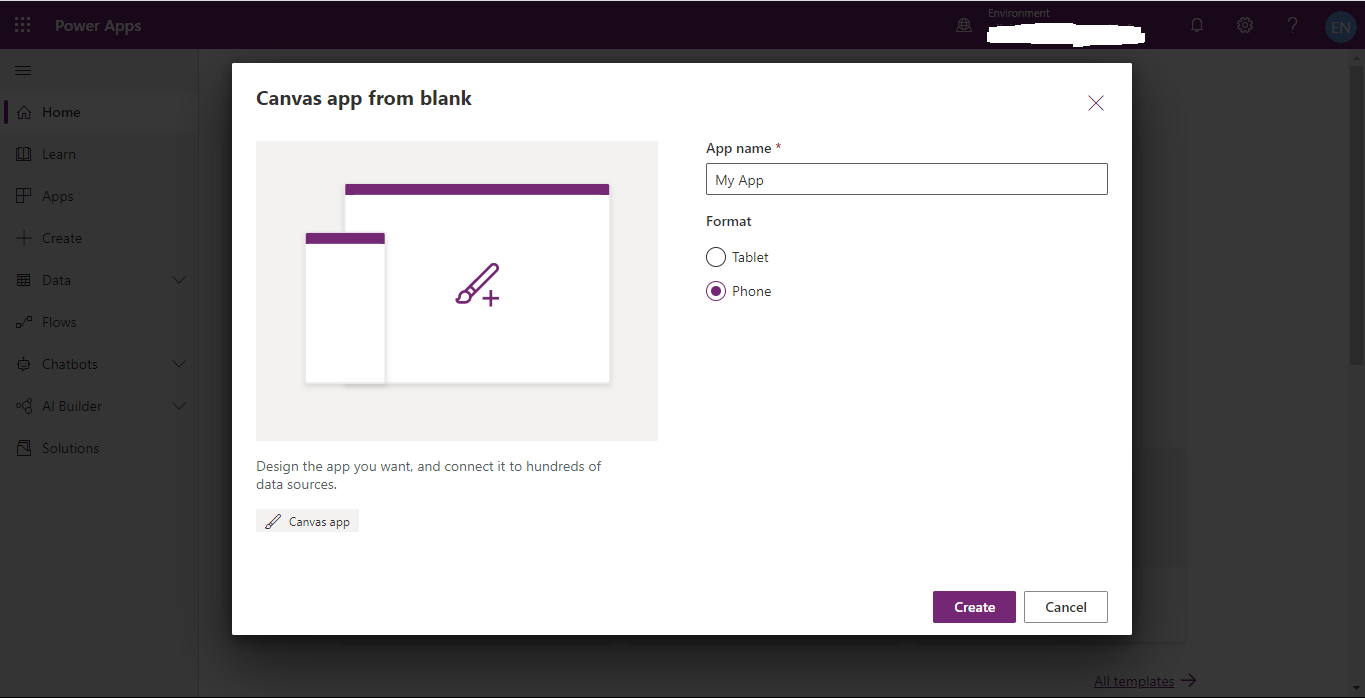 Power Apps
Environment
EN
Home
Learn
Apps
Create
Data
Flows
Chatbots
AI Builder
Solutions
Canvas app from blank
Design the app you want, and connect it to hundreds of
data sources.
Canvas app
App name *
My App
Format
Tablet
Phone
Create
Cancel
All templates